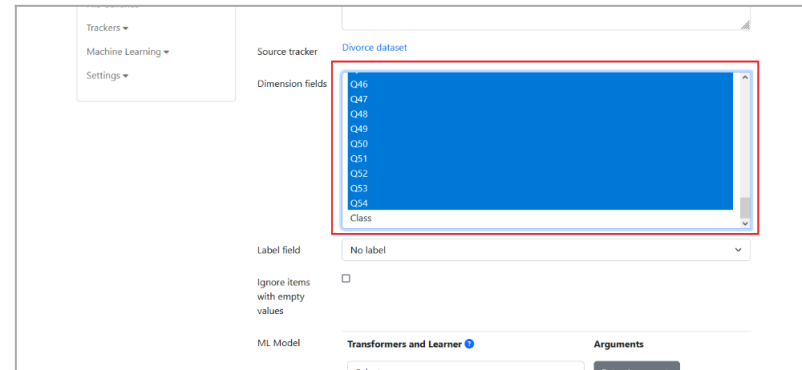 Trackers
Machine Learning
Settings
Source tracker
Divorce dataset
Dimension fields
Q46
Q47
Q48
Q49
Q50
Q51
Q52
Q53
Q54
Class
Label field
No label
Ignore items
with empty
values
ML Model
Transformers and Learner
Arguments